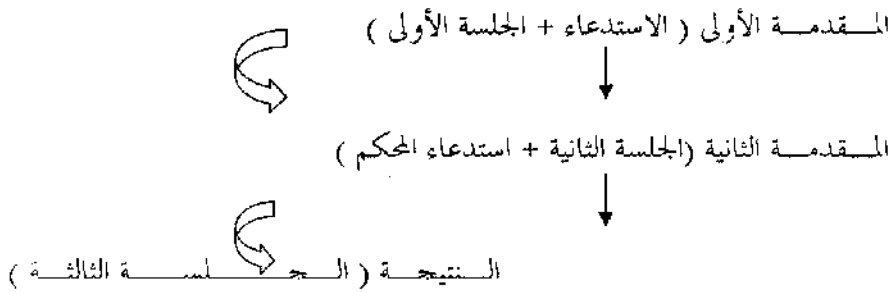 المقدمة الأولى ( الاستدعاء + الجلسة الأولى )
المقدمة الثانية (الجلسة الثانية + استدعاء المحكم )
النتيجة ( الجلسة الثالثة )